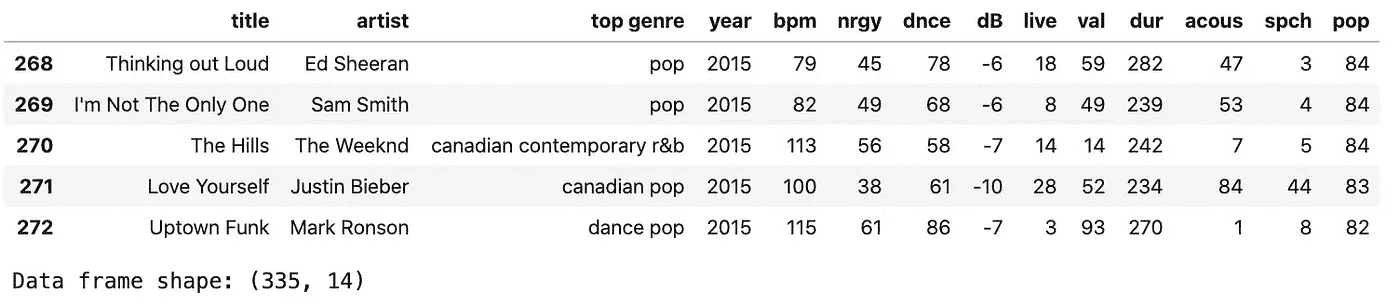 title artist top genre year bpm nrgy dnce dB live val dur acous spch pop
268 Thinking out Loud Ed Sheeran pop 2015 79 45 78 -6 18 59 282 47 3 84
269 I'm Not The Only One Sam Smith pop 2015 82 49 68 -6 8 49 239 53 4 84
270 The Hills The Weeknd canadian contemporary r&b 2015 113 56 58 -7 14 14 242 7 5 84
271 Love Yourself Justin Bieber canadian pop 2015 100 38 61 -10 28 52 234 84 44 83
272 Uptown Funk Mark Ronson dance pop 2015 115 61 86 -7 3 93 270 1 8 82
Data frame shape: (335, 14)